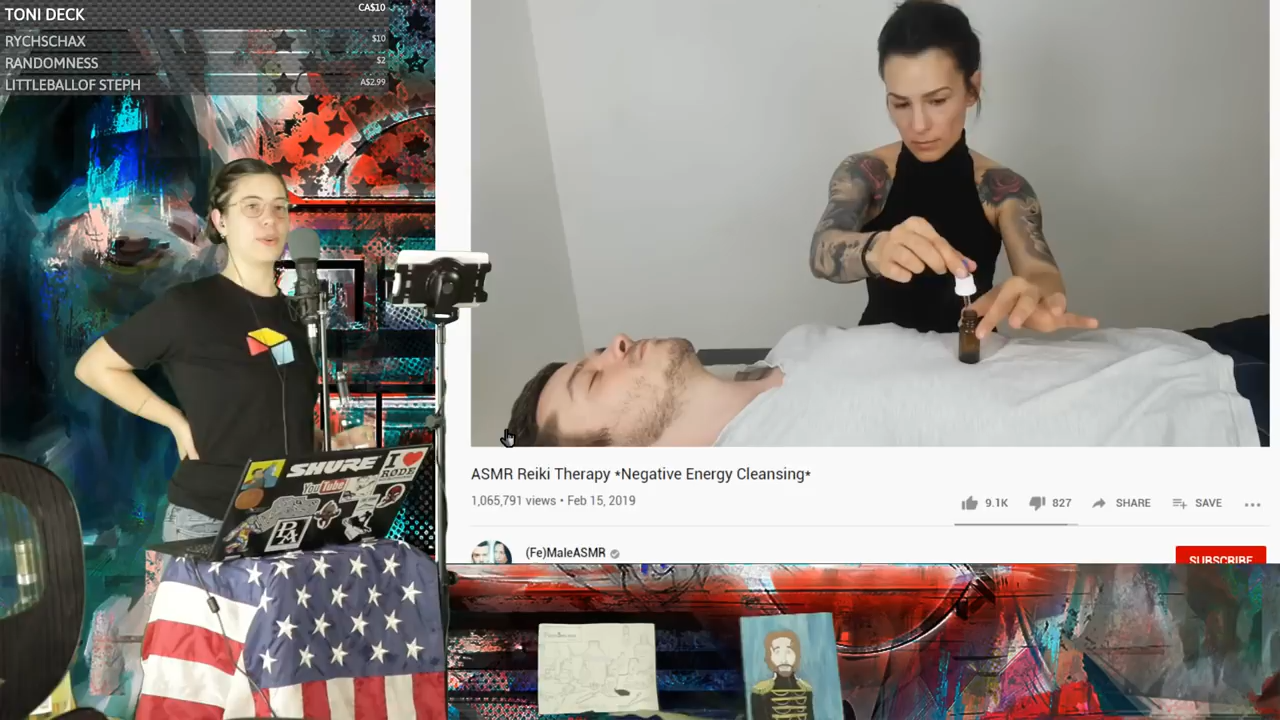 TONI DECK
CA$10
RYCHSCHAX
$10
RANDOMNESS
$2
LITTLEBALLOF STEPH
A$2.99
SHURE
I ❤ RØDE
YouTube
PA
ASMR Reiki Therapy *Negative Energy Cleansing*
1,065,791 views • Feb 15, 2019
9.1K
827
SHARE
SAVE
(Fe)MaleASMR
SUBSCRIBE